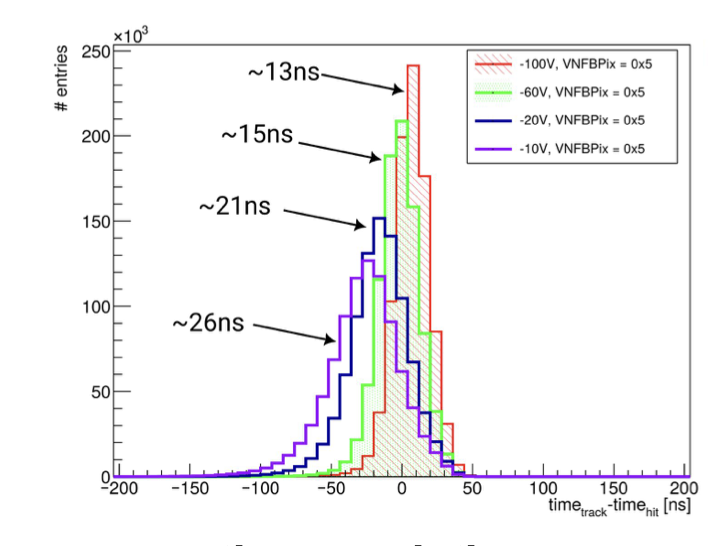 ×10³
# entries
250
200
150
100
50
0
−200
−150
−100
−50
0
50
100
150
200
time_track-time_hit [ns]
-100V, VNFBPix = 0x5
-60V, VNFBPix = 0x5
-20V, VNFBPix = 0x5
-10V, VNFBPix = 0x5
~13ns
~15ns
~21ns
~26ns